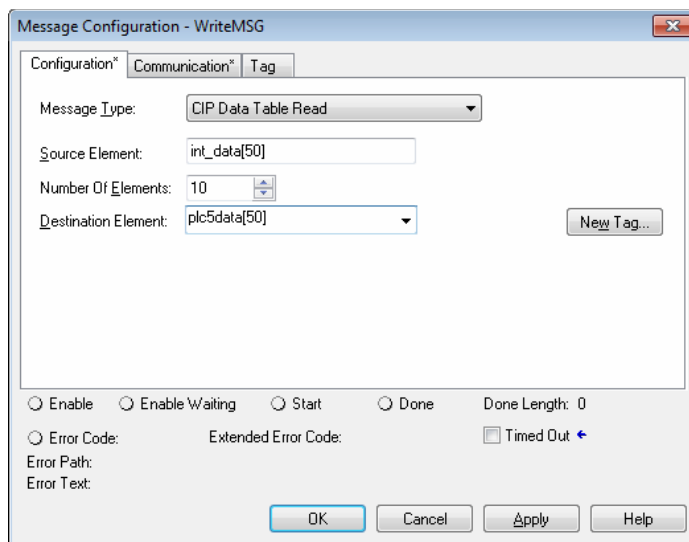 Message Configuration - WriteMSG
Configuration* Communication* Tag
Message Type: CIP Data Table Read
Source Element: int_data[50]
Number Of Elements: 10
Destination Element: plc5data[50] New Tag...
Enable Enable Waiting Start Done Done Length: 0
Error Code: Extended Error Code: Timed Out
Error Path:
Error Text:
OK Cancel Apply Help